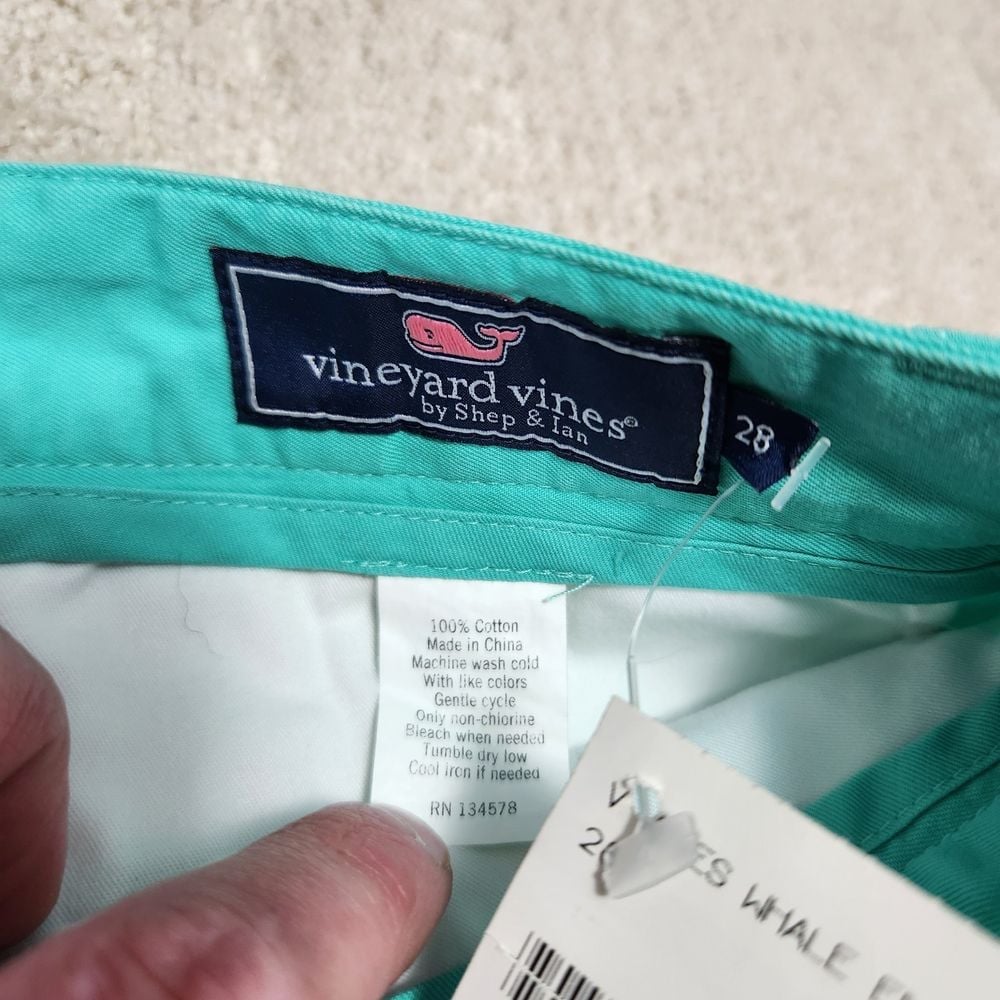 vineyard vines®
by Shep & Ian
28
100% Cotton
Made in China
Machine wash cold
With like colors
Gentle cycle
Only non-chlorine
Bleach when needed
Tumble dry low
Cool iron if needed
RN 134578
WHALE